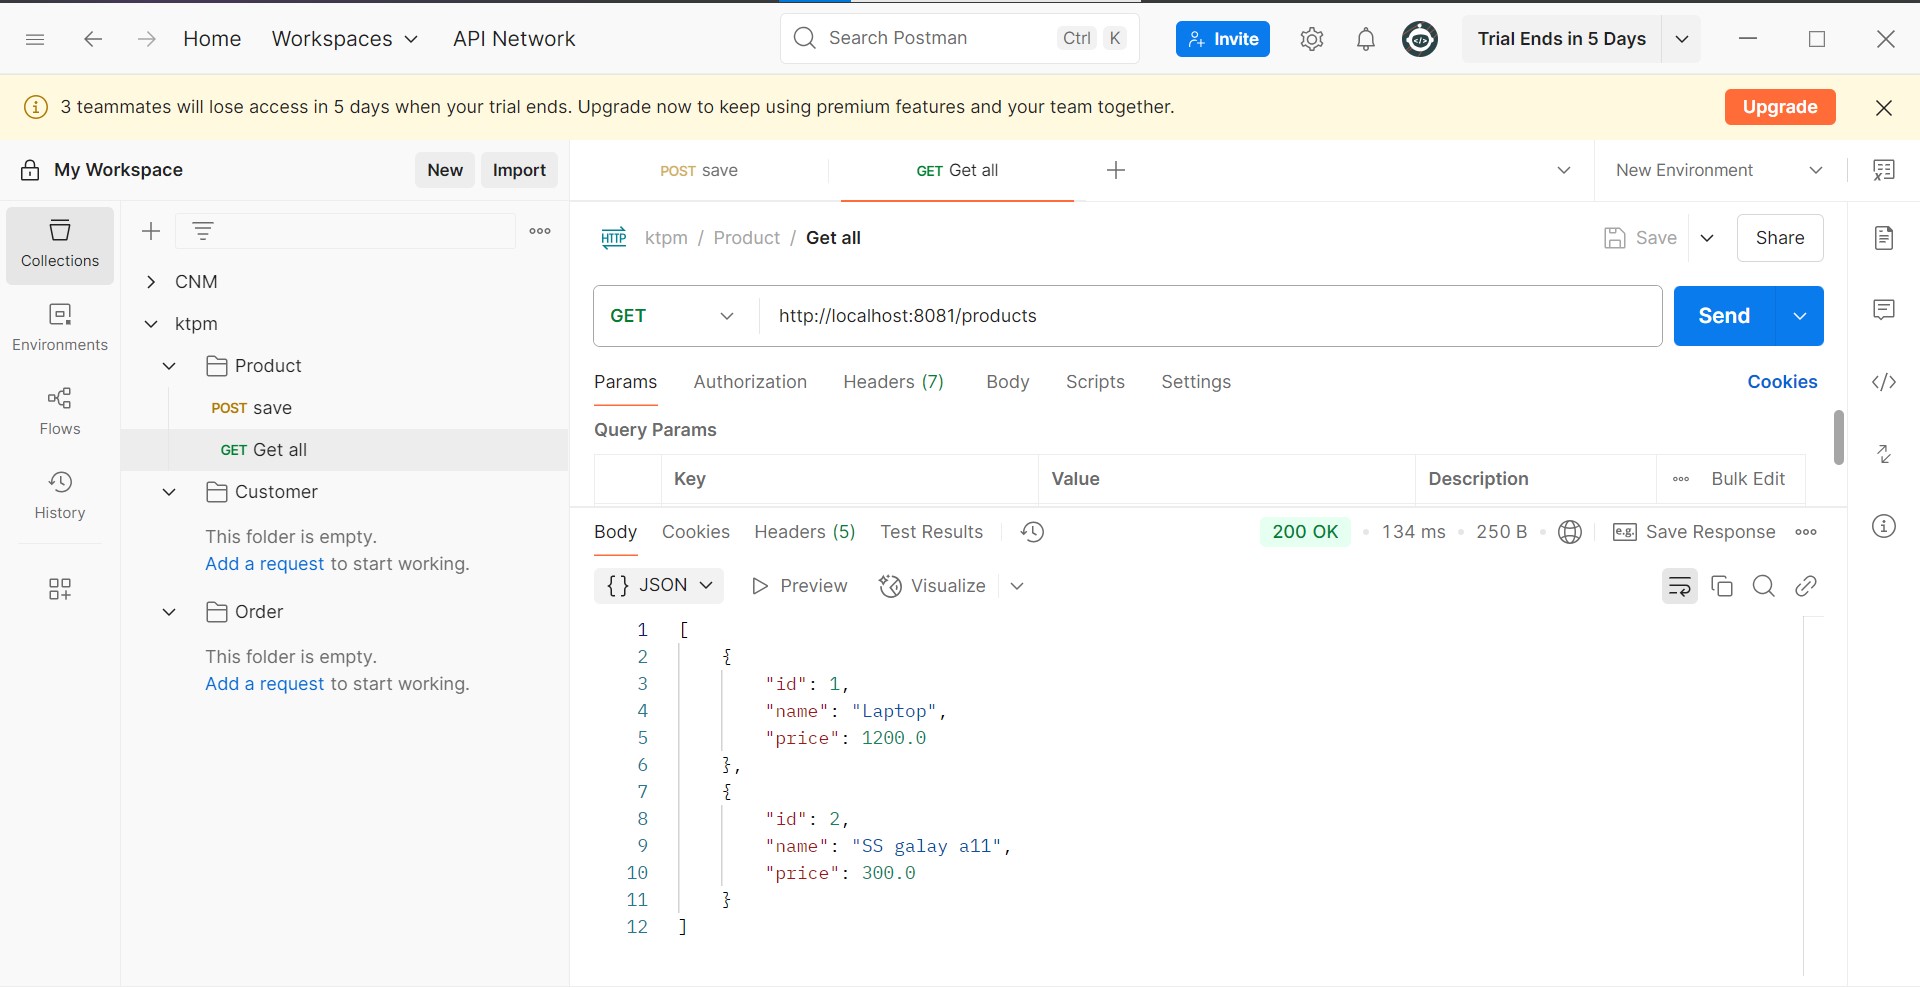 Home Workspaces API Network Search Postman Ctrl K Invite Trial Ends in 5 Days
3 teammates will lose access in 5 days when your trial ends. Upgrade now to keep using premium features and your team together. Upgrade
My Workspace New Import
POST save GET Get all New Environment
Collections
Environments
Flows
History
CNM
ktpm
Product
POST save
GET Get all
Customer
This folder is empty.
Add a request to start working.
Order
This folder is empty.
Add a request to start working.
HTTP ktpm / Product / Get all Save Share
GET http://localhost:8081/products Send
Params Authorization Headers (7) Body Scripts Settings Cookies
Query Params
Key Value Description Bulk Edit
Body Cookies Headers (5) Test Results 200 OK 134 ms 250 B e.g. Save Response
{} JSON Preview Visualize
1 [
2 {
3 "id": 1,
4 "name": "Laptop",
5 "price": 1200.0
6 },
7 {
8 "id": 2,
9 "name": "SS galay a11",
10 "price": 300.0
11 }
12 ]